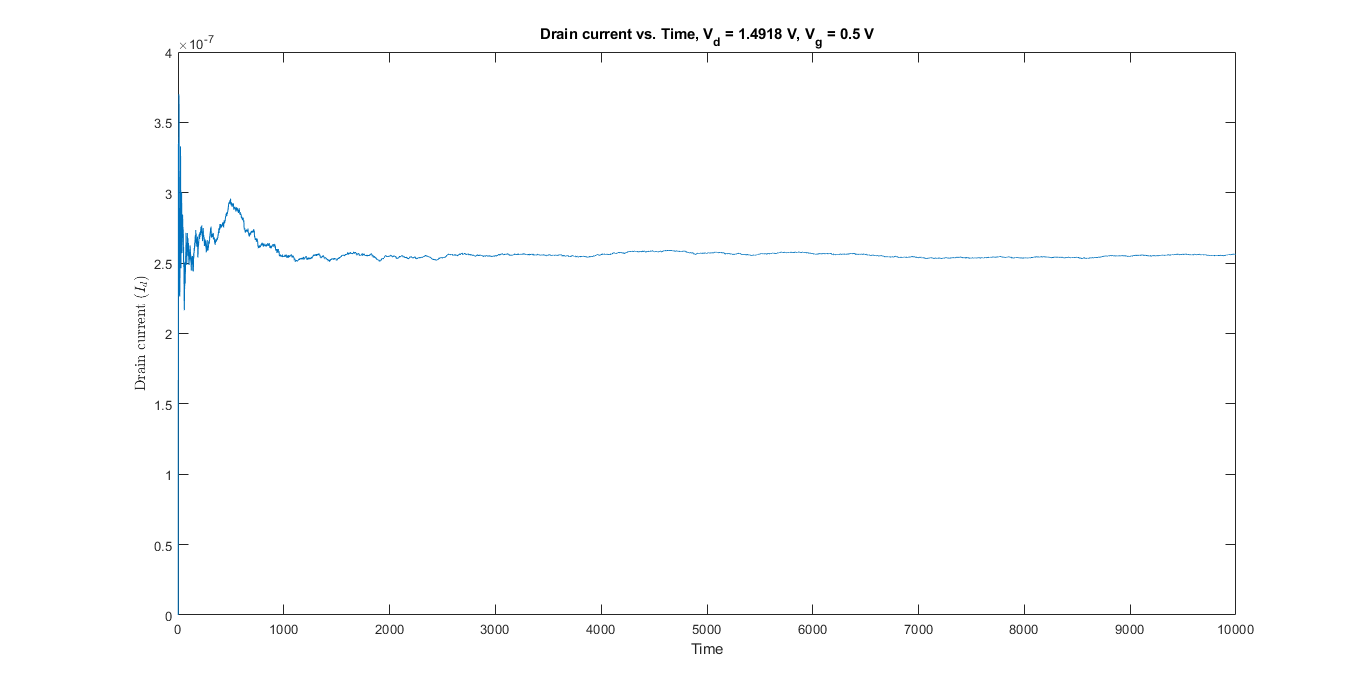 Drain current vs. Time, V_d = 1.4918 V, V_g = 0.5 V
×10^-7
4
3.5
3
2.5
2
1.5
1
0.5
0
Drain current (I_d)
0 1000 2000 3000 4000 5000 6000 7000 8000 9000 10000
Time